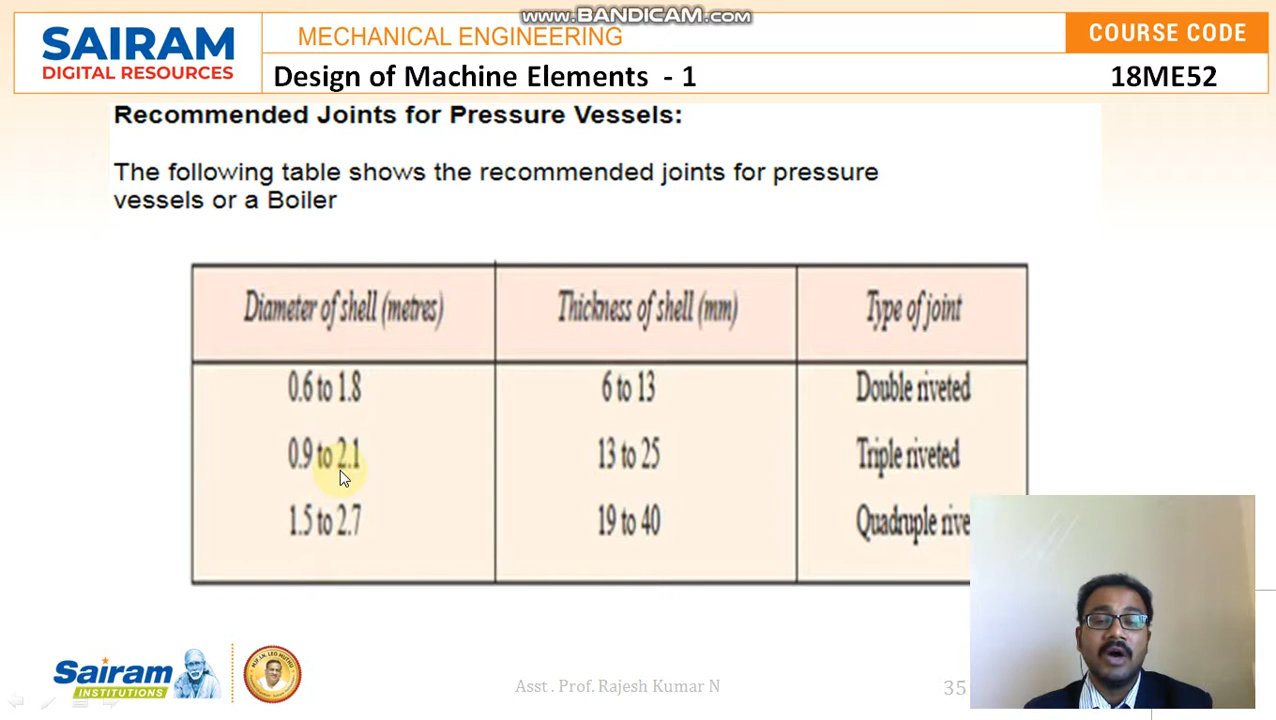 www.BANDICAM.com
SAIRAM
DIGITAL RESOURCES
MECHANICAL ENGINEERING
COURSE CODE
Design of Machine Elements - 1
18ME52
Recommended Joints for Pressure Vessels:
The following table shows the recommended joints for pressure
vessels or a Boiler
Diameter of shell (metres) Thickness of shell (mm) Type of joint
0.6 to 1.8 6 to 13 Double riveted
0.9 to 2.1 13 to 25 Triple riveted
1.5 to 2.7 19 to 40 Quadruple rive
Sairam
INSTITUTIONS
Asst . Prof. Rajesh Kumar N
35